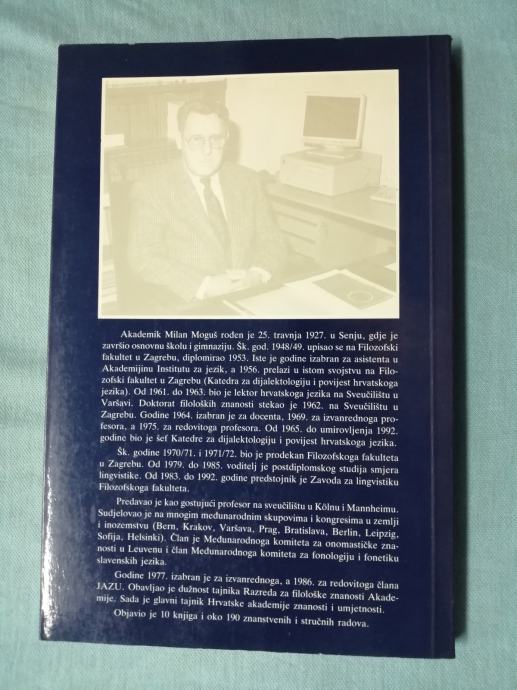 Akademik Milan Moguš rođen je 25. travnja 1927. u Senju, gdje je
završio osnovnu školu i gimnaziju. Šk. god. 1948/49. upisao se na Filozofski
fakultet u Zagrebu, diplomirao 1953. Iste je godine izabran za asistenta u
Akademijinu Institutu za jezik, a 1956. prelazi u istom svojstvu na Filo-
zofski fakultet u Zagrebu (Katedra za dijalektologiju i povijest hrvatskoga
jezika). Od 1961. do 1963. bio je lektor hrvatskoga jezika na Sveučilištu u
Varšavi. Doktorat filoloških znanosti stekao je 1962. na Sveučilištu u
Zagrebu. Godine 1964. izabran je za docenta, 1969. za izvanrednoga pro-
fesora, a 1975. za redovitoga profesora. Od 1965. do umirovljenja 1992.
godine bio je šef Katedre za dijalektologiju i povijest hrvatskoga jezika.
Šk. godine 1970/71. i 1971/72. bio je prodekan Filozofskoga fakulteta
u Zagrebu. Od 1979. do 1985. voditelj je postdiplomskog studija smjera
lingvistike. Od 1983. do 1992. godine predstojnik je Zavoda za lingvistiku
Filozofskoga fakulteta.
Predavao je kao gostujući profesor na sveučilištu u Kölnu i Mannheimu.
Sudjelovao je na mnogim međunarodnim skupovima i kongresima u zemlji
i inozemstvu (Bern, Krakov, Varšava, Prag, Bratislava, Berlin, Leipzig,
Sofija, Helsinki). Član je Međunarodnoga komiteta za onomastičke zna-
nosti u Leuvenu i član Međunarodnoga komiteta za fonologiju i fonetiku
slavenskih jezika.
Godine 1977. izabran je za izvanrednoga, a 1986. za redovitoga člana
JAZU. Obavljao je dužnost tajnika Razreda za filološke znanosti Akade-
mije. Sada je glavni tajnik Hrvatske akademije znanosti i umjetnosti.
Objavio je 10 knjiga i oko 190 znanstvenih i stručnih radova.